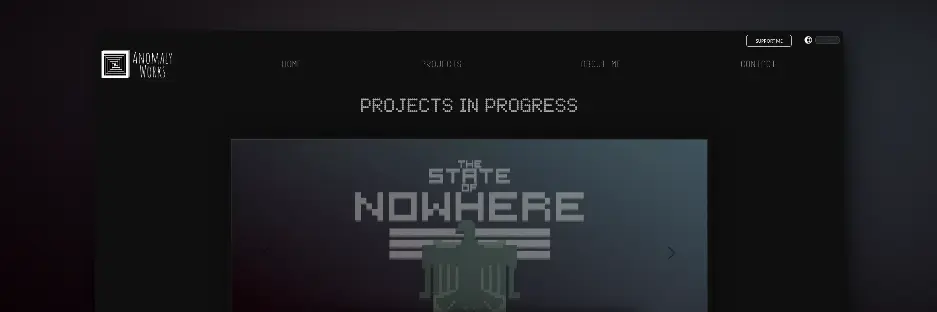 SUPPORT ME
ANOMALY
WORKS
HOME
PROJECTS
ABOUT ME
CONTACT
PROJECTS IN PROGRESS
THE
STATE
OF
NOWHERE